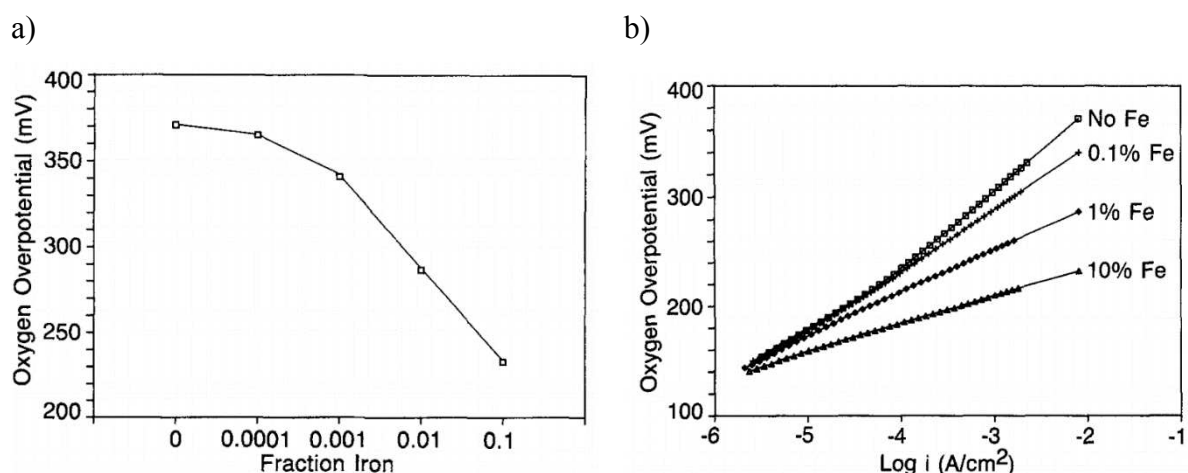 a)
400
350
300
250
200
Oxygen Overpotential (mV)
0 0.0001 0.001 0.01 0.1
Fraction Iron
b)
400
300
200
100
Oxygen Overpotential (mV)
No Fe
0.1% Fe
1% Fe
10% Fe
-6 -5 -4 -3 -2 -1
Log i (A/cm²)